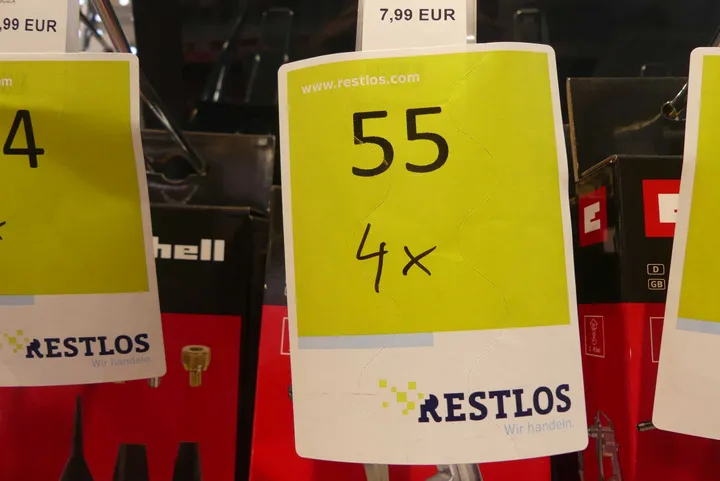 ,99 EUR
7,99 EUR
om
www.restlos.com
4
55
4x
hell
D
GB
RESTLOS
Wir handeln.
RESTLOS
Wir handeln.